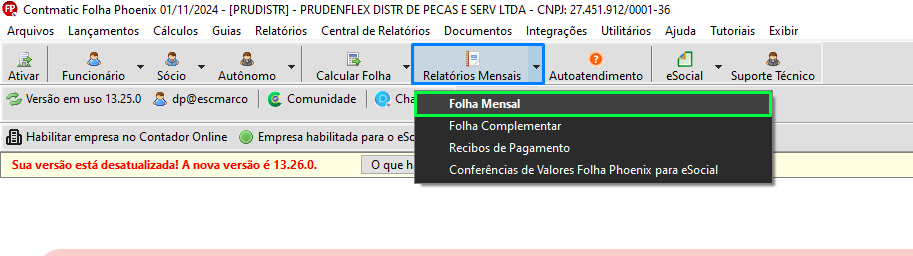 FP Contmatic Folha Phoenix 01/11/2024 - [PRUDISTR] - PRUDENFLEX DISTR DE PECAS E SERV LTDA - CNPJ: 27.451.912/0001-36
Arquivos Lançamentos Cálculos Guias Relatórios Central de Relatórios Documentos Integrações Utilitários Ajuda Tutoriais Exibir
Ativar Funcionário Sócio Autônomo Calcular Folha Relatórios Mensais Autoatendimento eSocial Suporte Técnico
Versão em uso 13.25.0 dp@escmarco Comunidade Cha
Folha Mensal
Folha Complementar
Habilitar empresa no Contador Online Empresa habilitada para o eSo
Recibos de Pagamento
Sua versão está desatualizada! A nova versão é 13.26.0. O que h
Conferências de Valores Folha Phoenix para eSocial